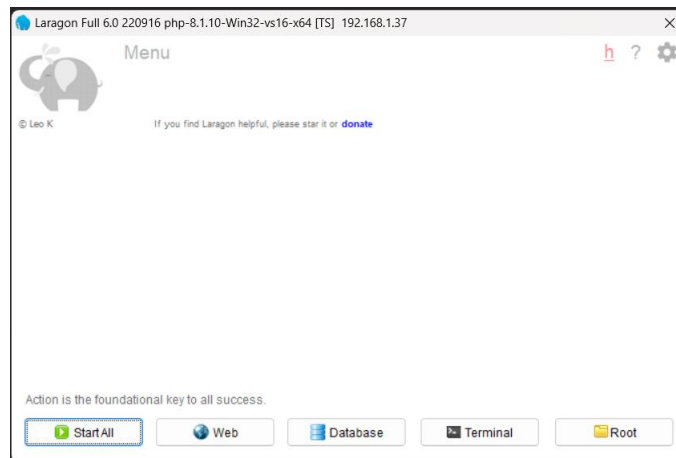 Laragon Full 6.0 220916 php-8.1.10-Win32-vs16-x64 [TS] 192.168.1.37
Menu
h ?
© Leo K
If you find Laragon helpful, please star it or donate
Action is the foundational key to all success.
Start All
Web
Database
Terminal
Root